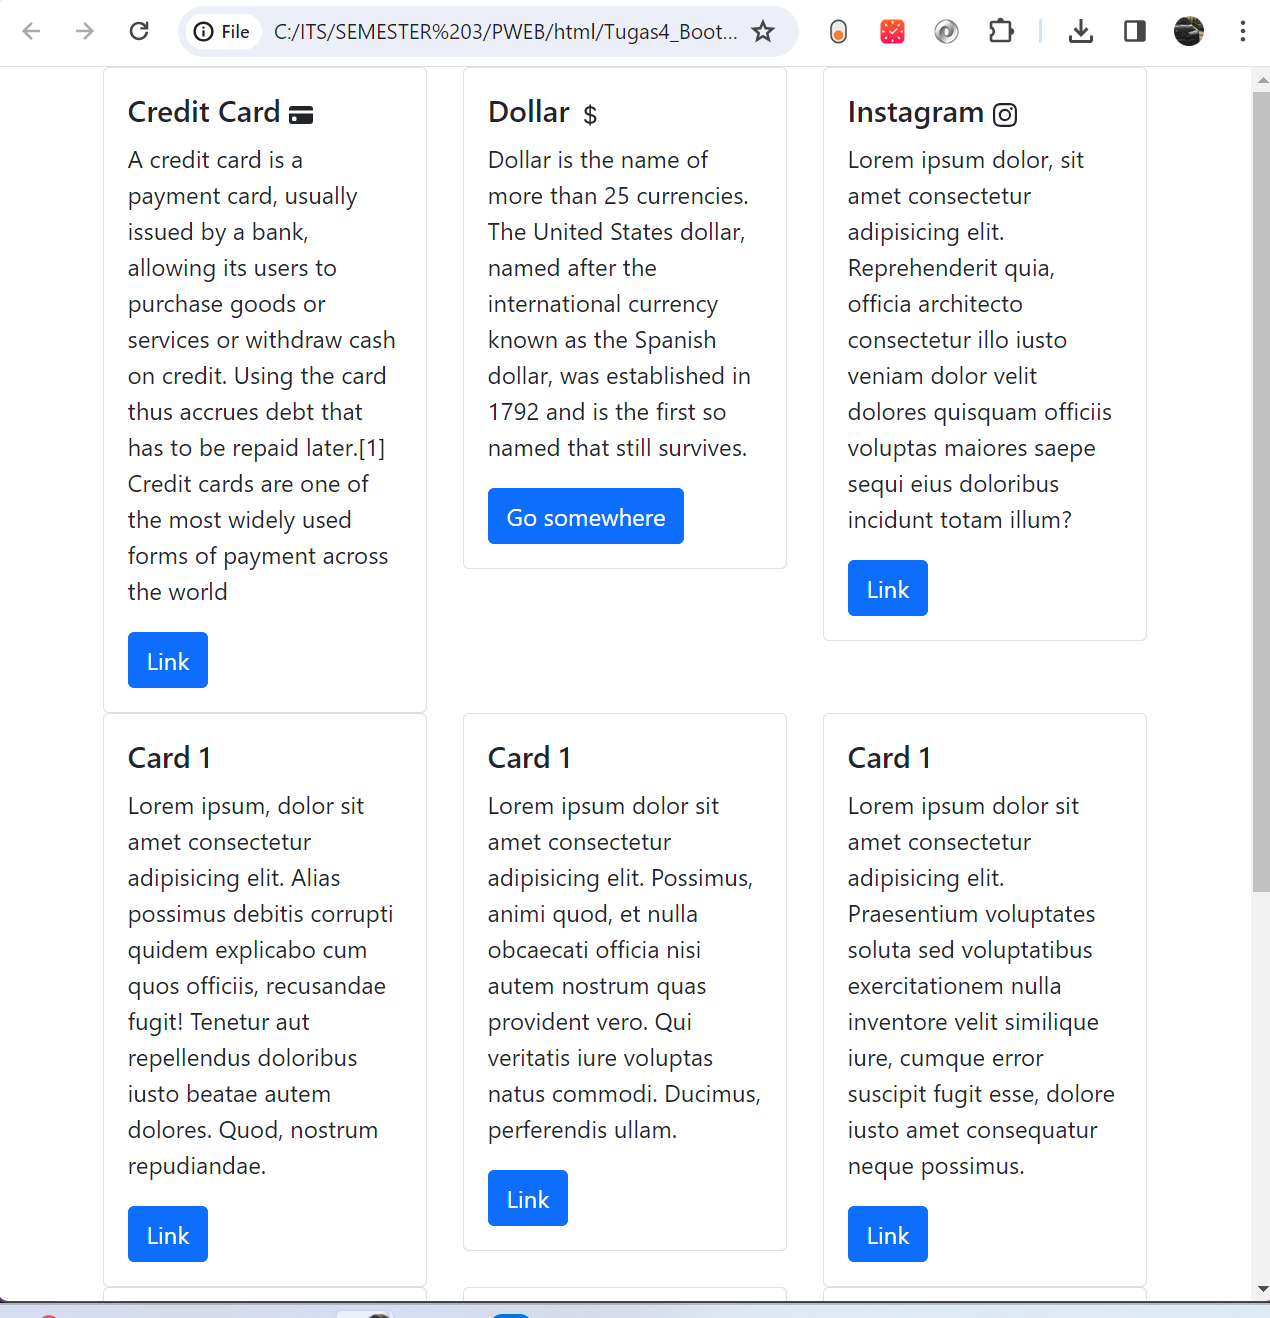 File
C:/ITS/SEMESTER%203/PWEB/html/Tugas4_Boot...
Credit Card
A credit card is a
payment card, usually
issued by a bank,
allowing its users to
purchase goods or
services or withdraw cash
on credit. Using the card
thus accrues debt that
has to be repaid later.[1]
Credit cards are one of
the most widely used
forms of payment across
the world
Link
Dollar $
Dollar is the name of
more than 25 currencies.
The United States dollar,
named after the
international currency
known as the Spanish
dollar, was established in
1792 and is the first so
named that still survives.
Go somewhere
Instagram
Lorem ipsum dolor, sit
amet consectetur
adipisicing elit.
Reprehenderit quia,
officia architecto
consectetur illo iusto
veniam dolor velit
dolores quisquam officiis
voluptas maiores saepe
sequi eius doloribus
incidunt totam illum?
Link
Card 1
Lorem ipsum, dolor sit
amet consectetur
adipisicing elit. Alias
possimus debitis corrupti
quidem explicabo cum
quos officiis, recusandae
fugit! Tenetur aut
repellendus doloribus
iusto beatae autem
dolores. Quod, nostrum
repudiandae.
Link
Card 1
Lorem ipsum dolor sit
amet consectetur
adipisicing elit. Possimus,
animi quod, et nulla
obcaecati officia nisi
autem nostrum quas
provident vero. Qui
veritatis iure voluptas
natus commodi. Ducimus,
perferendis ullam.
Link
Card 1
Lorem ipsum dolor sit
amet consectetur
adipisicing elit.
Praesentium voluptates
soluta sed voluptatibus
exercitationem nulla
inventore velit similique
iure, cumque error
suscipit fugit esse, dolore
iusto amet consequatur
neque possimus.
Link